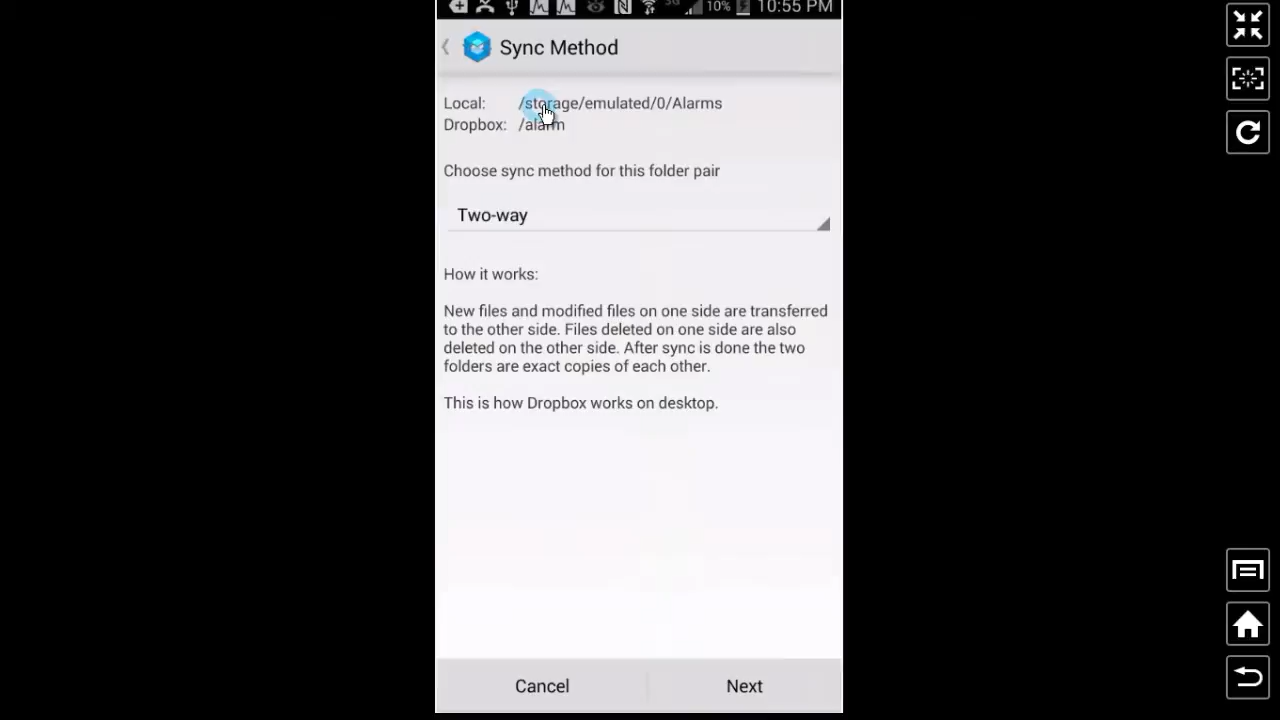 3G 10% 10:55 PM
Sync Method
Local: /storage/emulated/0/Alarms
Dropbox: /alarm
Choose sync method for this folder pair
Two-way
How it works:
New files and modified files on one side are transferred
to the other side. Files deleted on one side are also
deleted on the other side. After sync is done the two
folders are exact copies of each other.
This is how Dropbox works on desktop.
Cancel Next